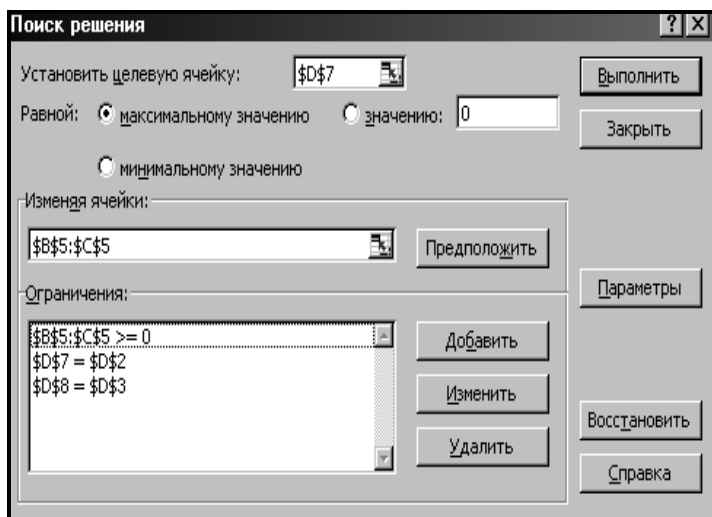 Поиск решения
Установить целевую ячейку: $D$7
Выполнить
Равной: максимальному значению значению: 0
Закрыть
минимальному значению
Изменяя ячейки:
$B$5:$C$5
Предположить
Параметры
Ограничения:
$B$5:$C$5 >= 0
$D$7 = $D$2
$D$8 = $D$3
Добавить
Изменить
Удалить
Восстановить
Справка